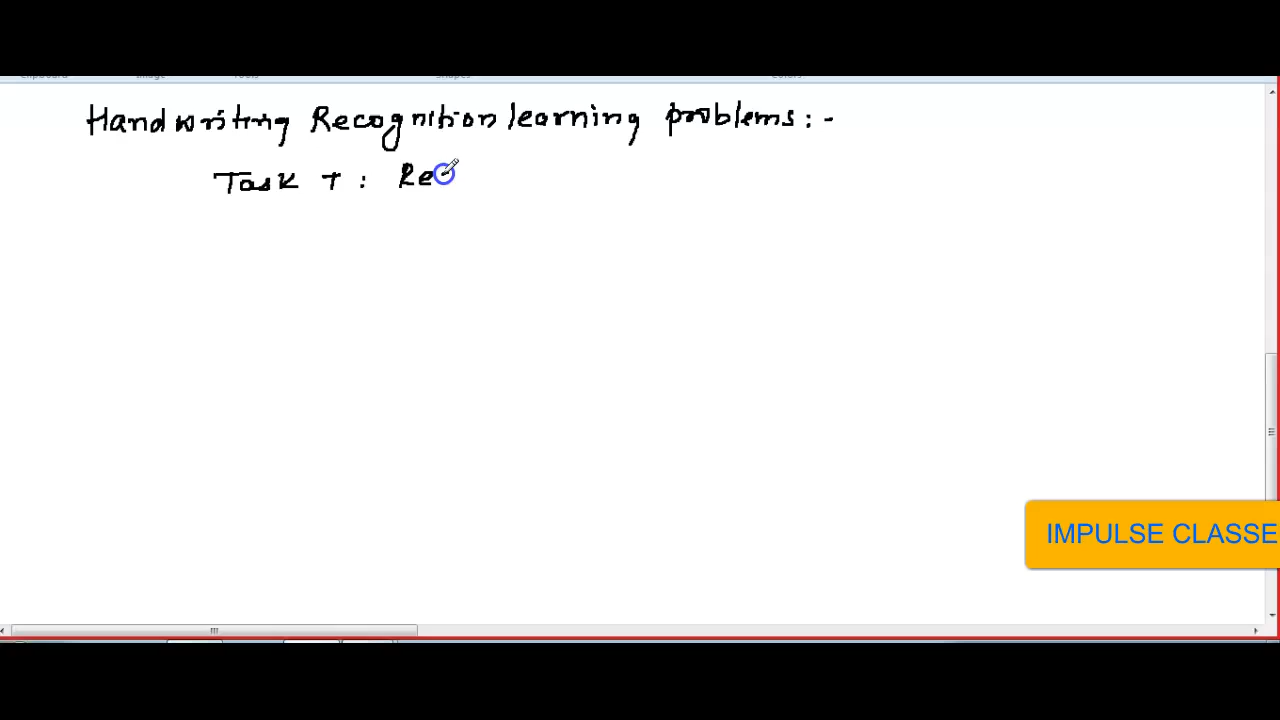 Handwriting Recognition learning problems : -
Task T : Re
IMPULSE CLASSE